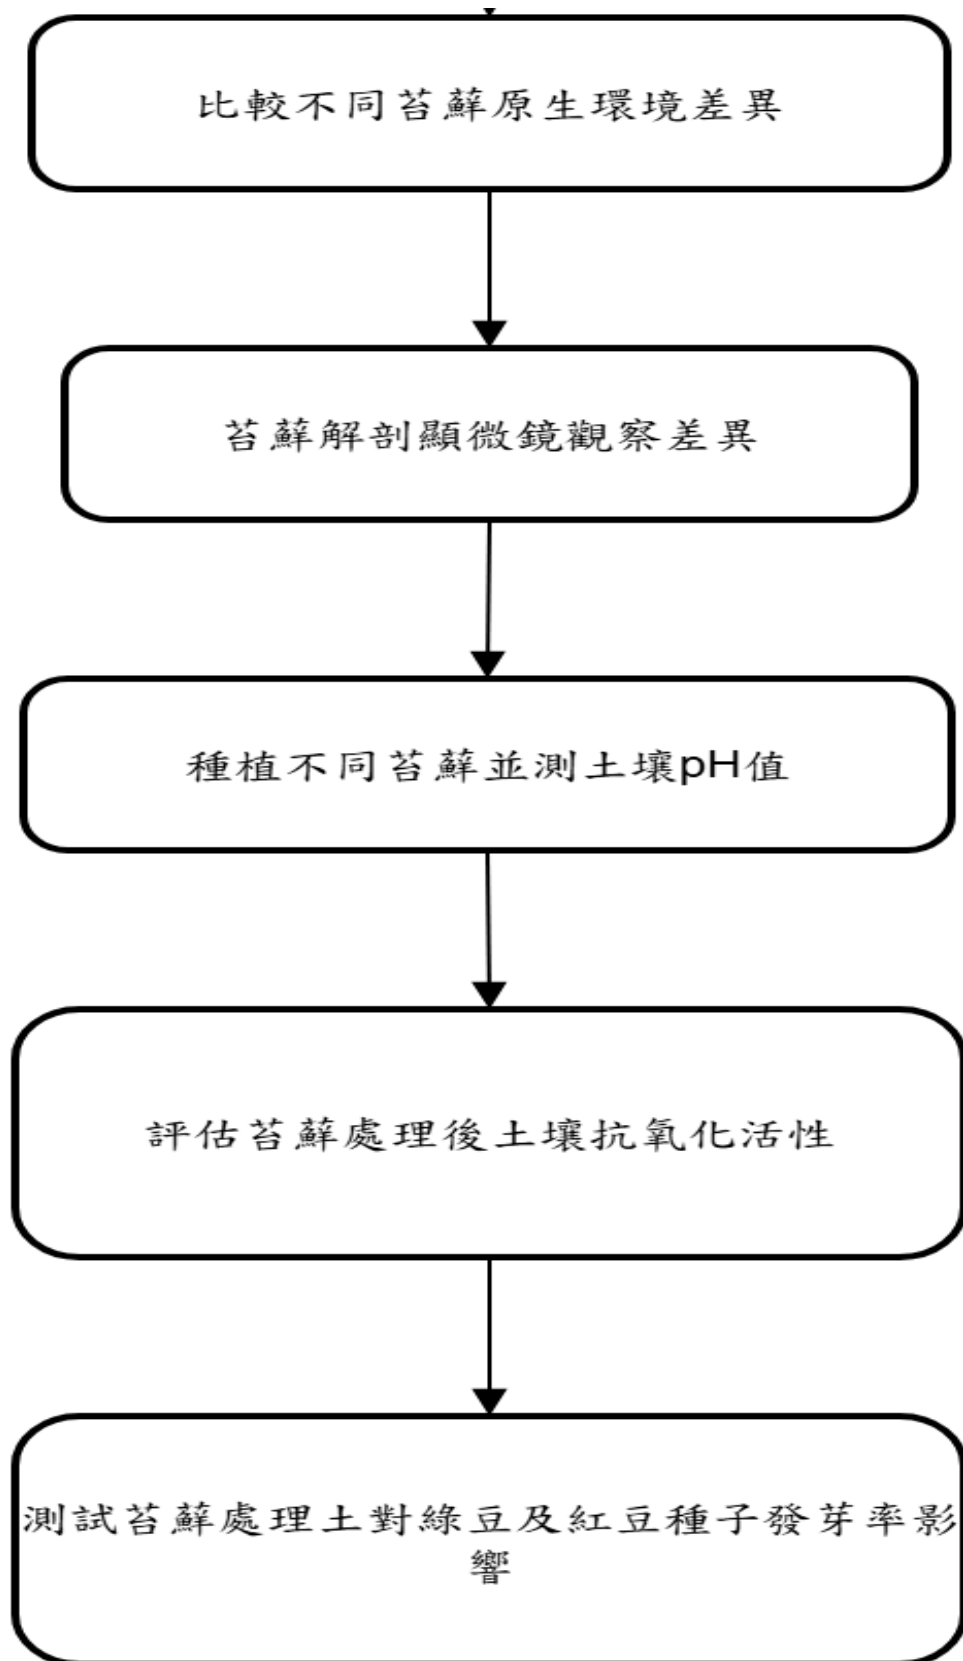 比較不同苔蘚原生環境差異
苔蘚解剖顯微鏡觀察差異
種植不同苔蘚並測土壤pH值
評估苔蘚處理後土壤抗氧化活性
測試苔蘚處理土對綠豆及紅豆種子發芽率影
響